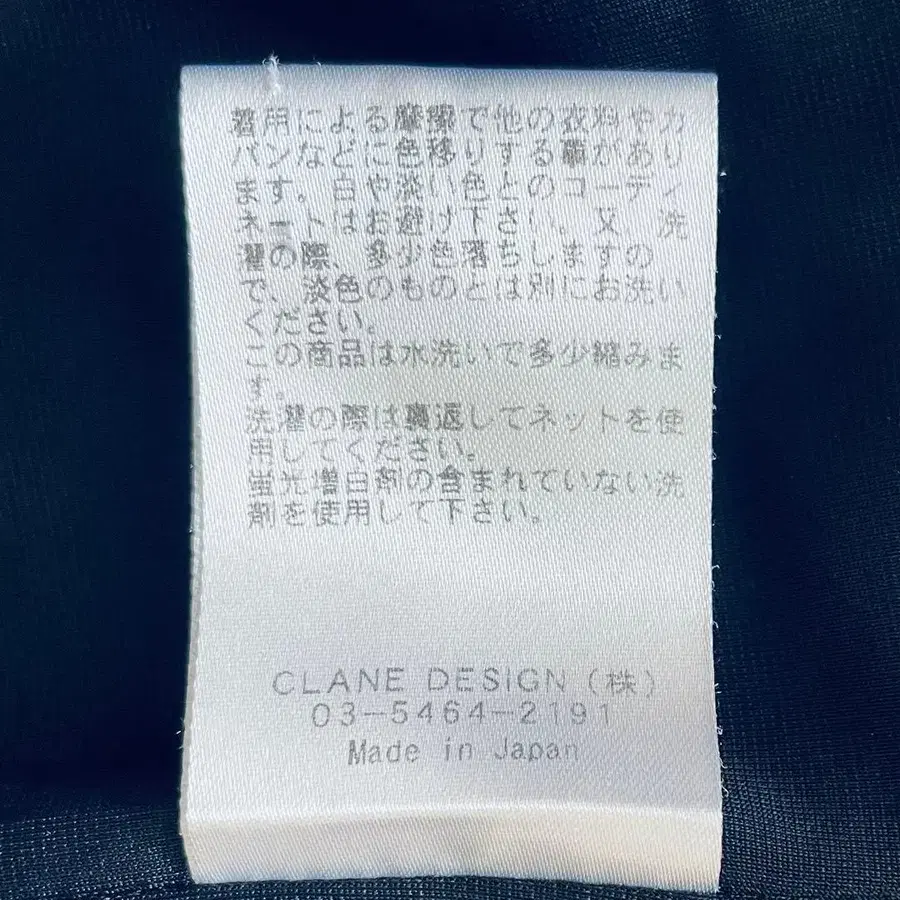 着用による摩擦で他の衣料やカ
バンなどに色移りする事があり
ます。白や淡い色とのコーディ
ネートはお避け下さい。又、洗
濯の際、多少色落ちしますの
で、淡色のものとは別にお洗い
ください。
この商品は水洗いで多少縮みま
す。
洗濯の際は裏返してネットを使
用してください。
蛍光増白剤の含まれていない洗
剤を使用して下さい。
CLANE DESIGN (株)
03-5464-2191
Made in Japan